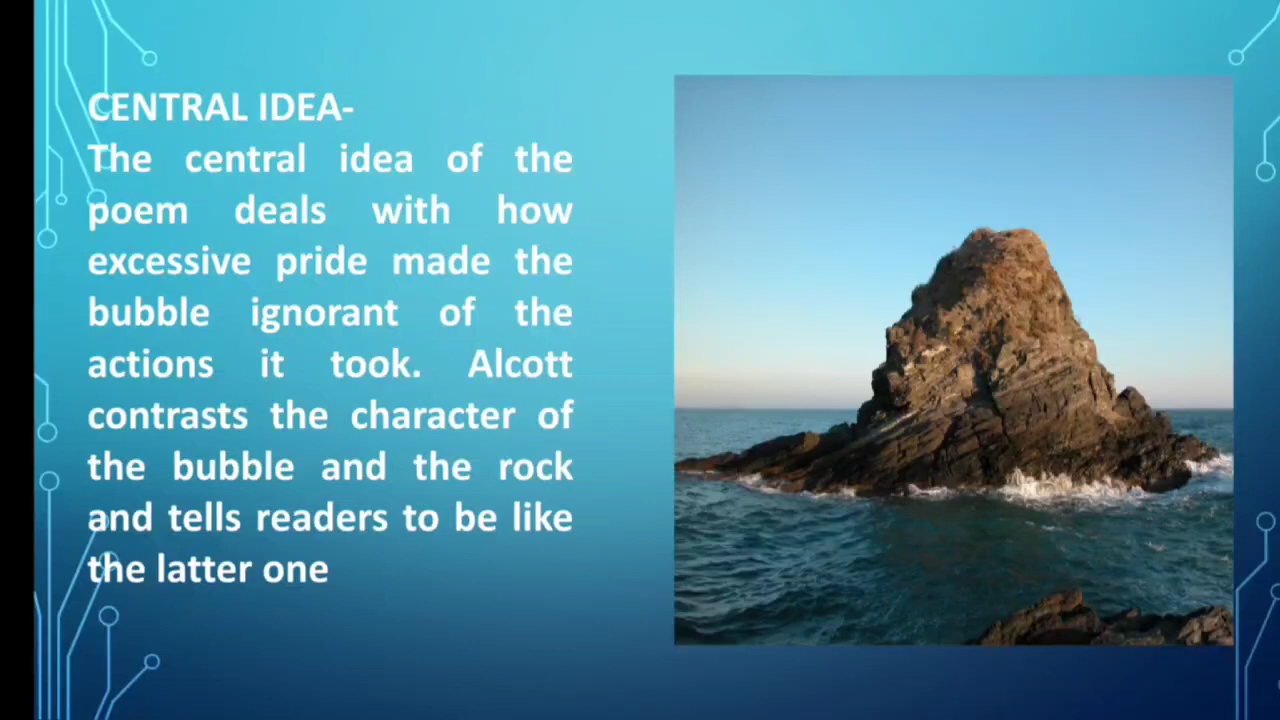 CENTRAL IDEA-
The central idea of the
poem deals with how
excessive pride made the
bubble ignorant of the
actions it took. Alcott
contrasts the character of
the bubble and the rock
and tells readers to be like
the latter one